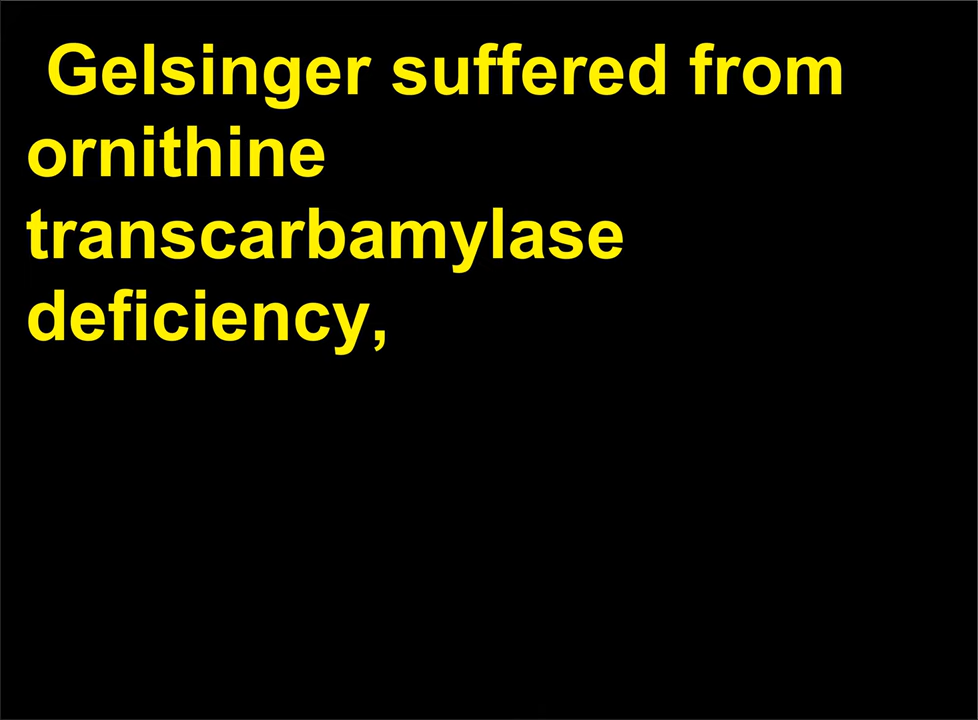 Gelsinger suffered from
ornithine
transcarbamylase
deficiency,